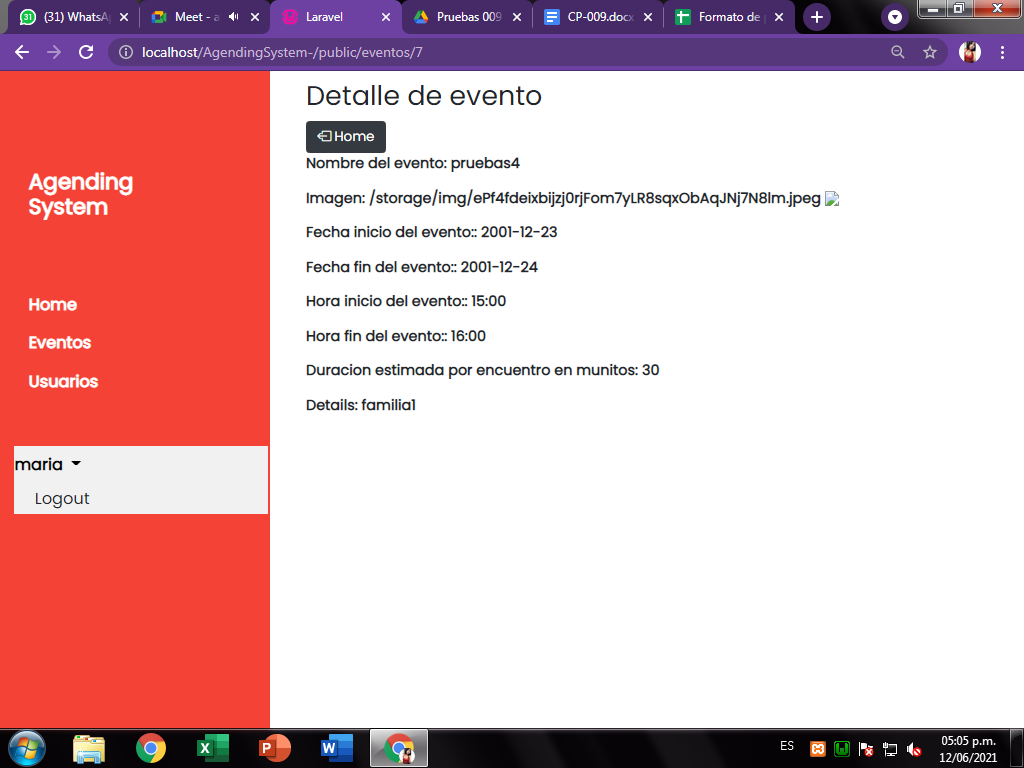 (31) WhatsA
Meet - a
Laravel
Pruebas 009
CP-009.docx
Formato de
localhost/AgendingSystem-/public/eventos/7
Agending
System
Home
Eventos
Usuarios
maria
Logout
Detalle de evento
Home
Nombre del evento: pruebas4
Imagen: /storage/img/ePf4fdeixbijzj0rjFom7yLR8sqxObAqJNj7N8lm.jpeg
Fecha inicio del evento:: 2001-12-23
Fecha fin del evento:: 2001-12-24
Hora inicio del evento:: 15:00
Hora fin del evento:: 16:00
Duracion estimada por encuentro en munitos: 30
Details: familia1
ES
05:05 p.m.
12/06/2021